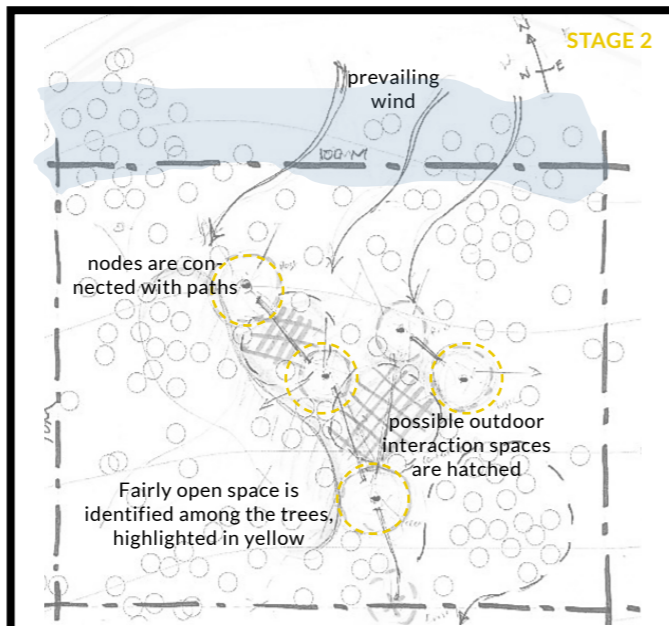 STAGE 2
N
E
prevailing
wind
100M
nodes are con-
nected with paths
possible outdoor
interaction spaces
are hatched
Fairly open space is
identified among the trees,
highlighted in yellow